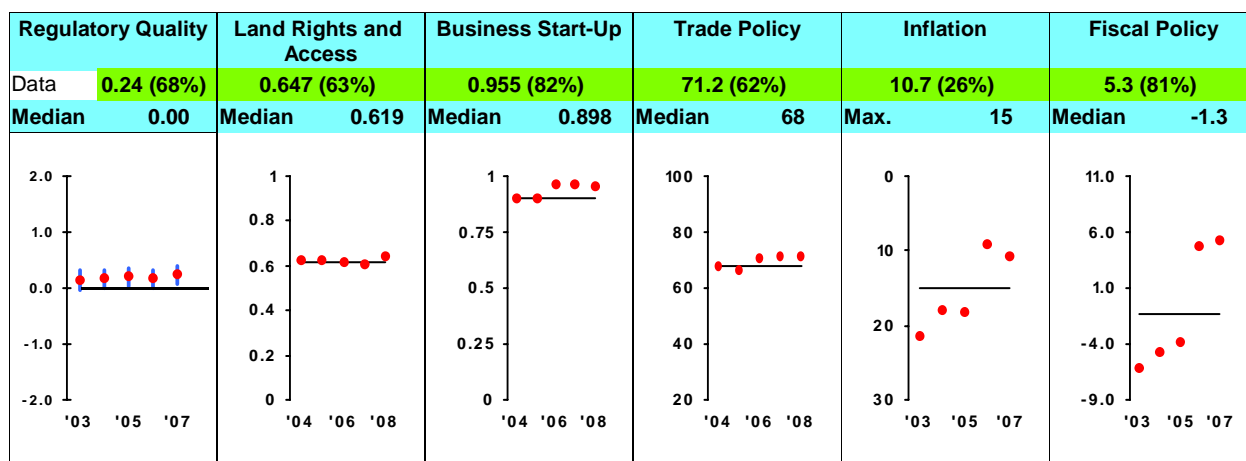 Regulatory Quality
Land Rights and
Access
Business Start-Up
Trade Policy
Inflation
Fiscal Policy
Data 0.24 (68%)
0.647 (63%)
0.955 (82%)
71.2 (62%)
10.7 (26%)
5.3 (81%)
Median 0.00
Median 0.619
Median 0.898
Median 68
Max. 15
Median -1.3
2.0
1.0
0.0
-1.0
-2.0
'03 '05 '07
1
0.8
0.6
0.4
0.2
0
'04 '06 '08
1
0.75
0.5
0.25
0
'04 '06 '08
100
80
60
40
20
'04 '06 '08
0
10
20
30
'03 '05 '07
11.0
6.0
1.0
-4.0
-9.0
'03 '05 '07